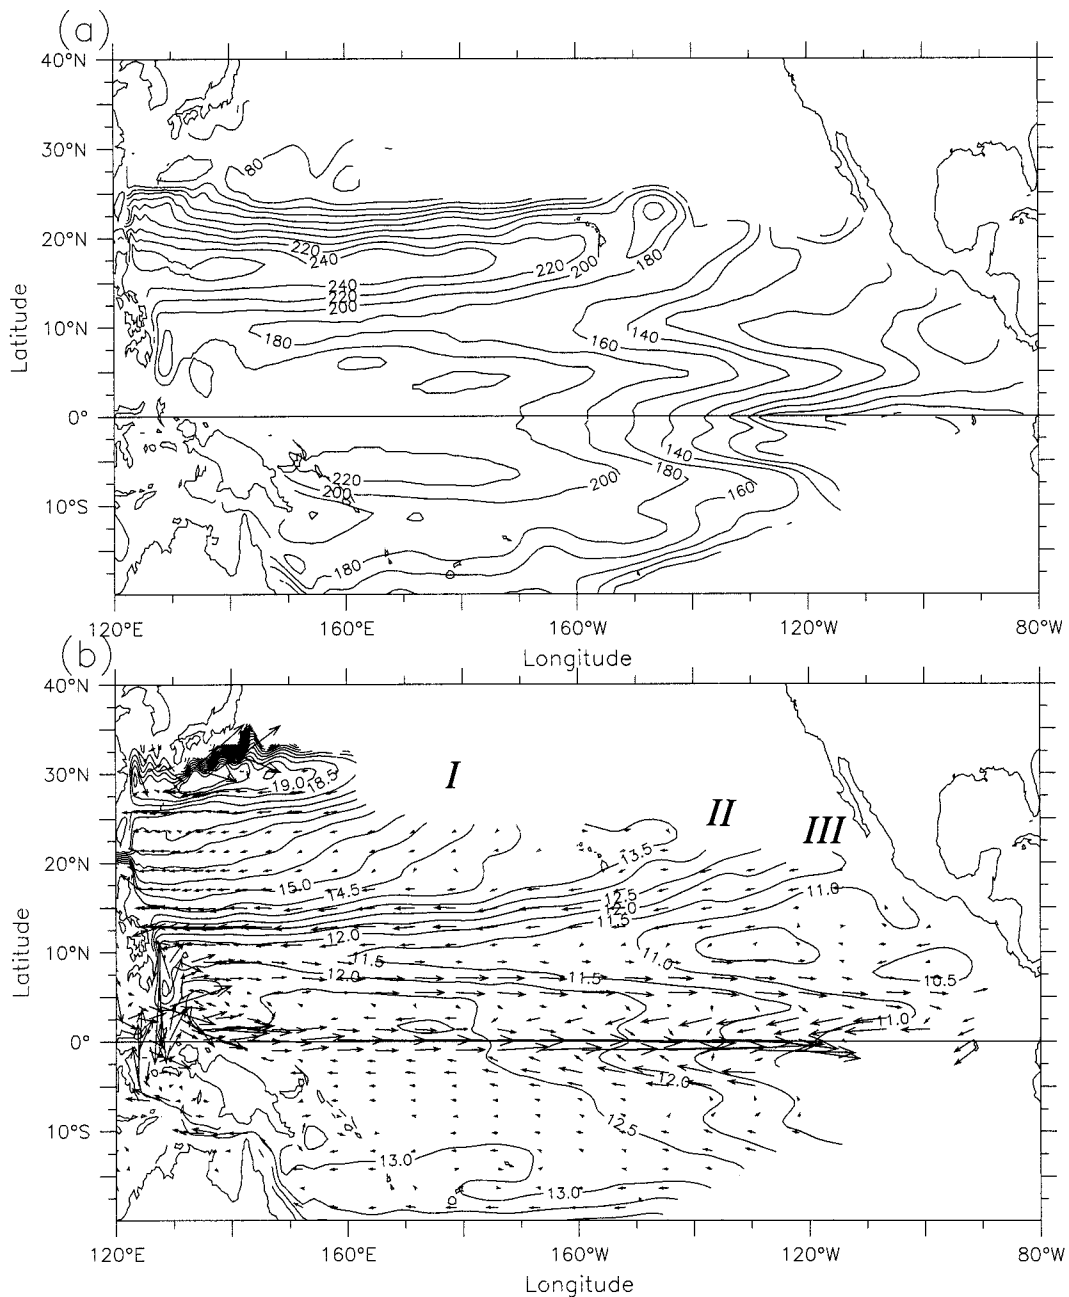 (a)
40°N
30°N
20°N
10°N
0°
10°S
Latitude
80
220
240
220
200
180
240
220
200
180
160
140
140
180
200
160
220
200
180
120°E
160°E
160°W
120°W
80°W
Longitude
(b)
40°N
30°N
20°N
10°N
0°
10°S
Latitude
I
II
III
19.0
18.5
13.5
15.0
14.5
12.5
12.0
11.5
11.0
12.0
11.5
12.0
11.5
11.0
10.5
11.0
12.0
12.5
13.0
13.0
120°E
160°E
160°W
120°W
80°W
Longitude